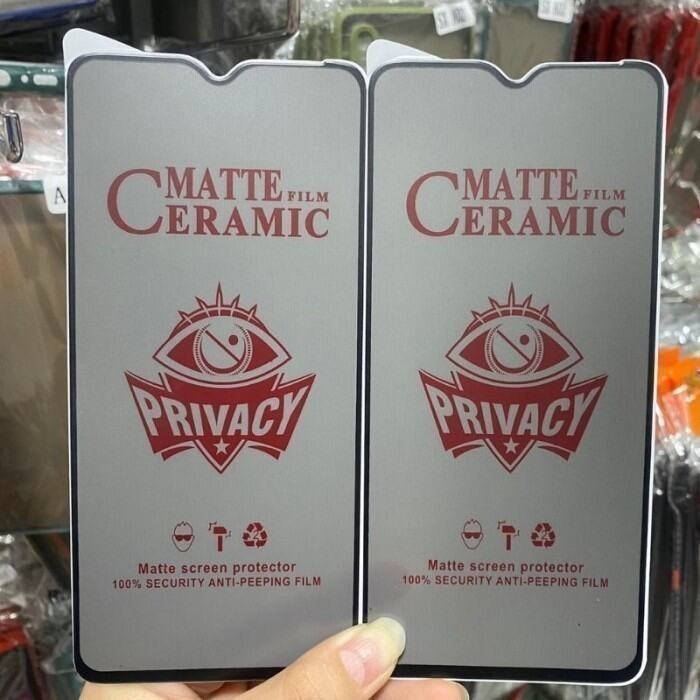 MATTE FILM
CERAMIC
PRIVACY
Matte screen protector
100% SECURITY ANTI-PEEPING FILM
MATTE FILM
CERAMIC
PRIVACY
Matte screen protector
100% SECURITY ANTI-PEEPING FILM
A